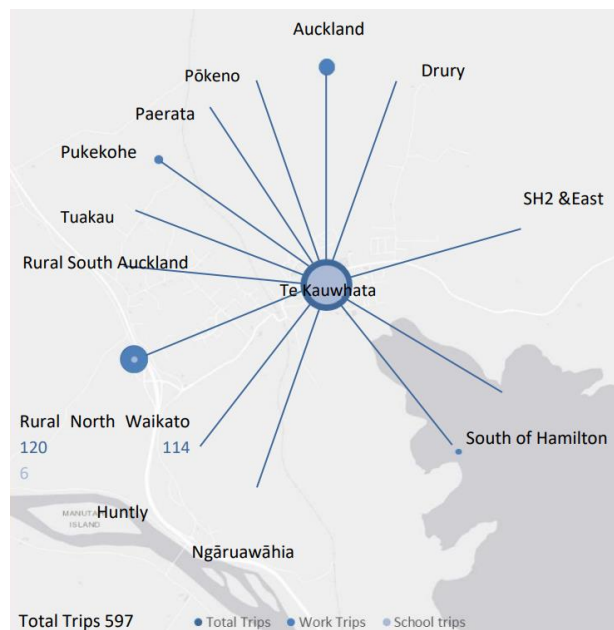 Auckland
Pōkeno
Drury
Paerata
Pukekohe
SH2 &East
Tuakau
Rural South Auckland
Te Kauwhata
Rural North Waikato
120 114
6
South of Hamilton
MANIUTA
ISLAND
Huntly
Ngāruawāhia
Total Trips 597
Total Trips Work Trips School trips